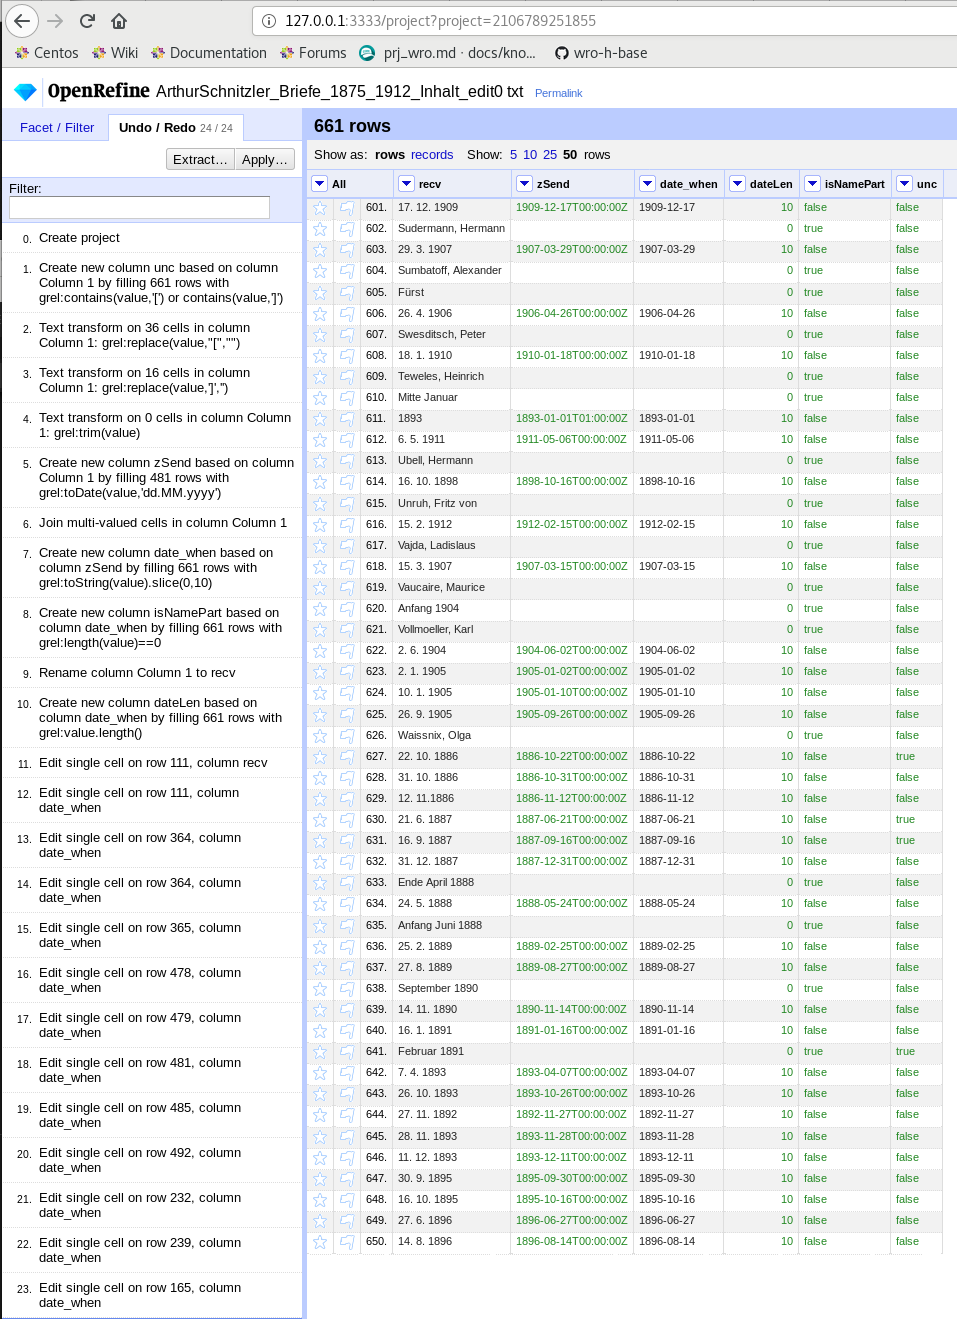 127.0.0.1:3333/project?project=2106789251855
Centos Wiki Documentation Forums prj_wro.md · docs/kno... wro-h-base
OpenRefine ArthurSchnitzler_Briefe_1875_1912_Inhalt_edit0 txt Permalink
Facet / Filter Undo / Redo 24 / 24
Extract... Apply...
Filter:
0. Create project
1. Create new column unc based on column
Column 1 by filling 661 rows with
grel:contains(value,'[') or contains(value,']')
2. Text transform on 36 cells in column
Column 1: grel:replace(value,"[","")
3. Text transform on 16 cells in column
Column 1: grel:replace(value,']','')
4. Text transform on 0 cells in column Column
1: grel:trim(value)
5. Create new column zSend based on column
Column 1 by filling 481 rows with
grel:toDate(value,'dd.MM.yyyy')
6. Join multi-valued cells in column Column 1
7. Create new column date_when based on
column zSend by filling 661 rows with
grel:toString(value).slice(0,10)
8. Create new column isNamePart based on
column date_when by filling 661 rows with
grel:length(value)==0
9. Rename column Column 1 to recv
10. Create new column dateLen based on
column date_when by filling 661 rows with
grel:value.length()
11. Edit single cell on row 111, column recv
12. Edit single cell on row 111, column
date_when
13. Edit single cell on row 364, column
date_when
14. Edit single cell on row 364, column
date_when
15. Edit single cell on row 365, column
date_when
16. Edit single cell on row 478, column
date_when
17. Edit single cell on row 479, column
date_when
18. Edit single cell on row 481, column
date_when
19. Edit single cell on row 485, column
date_when
20. Edit single cell on row 492, column
date_when
21. Edit single cell on row 232, column
date_when
22. Edit single cell on row 239, column
date_when
23. Edit single cell on row 165, column
date_when
661 rows
Show as: rows records Show: 5 10 25 50 rows
All recv zSend date_when dateLen isNamePart unc
601. 17. 12. 1909 1909-12-17T00:00:00Z 1909-12-17 10 false false
602. Sudermann, Hermann 0 true false
603. 29. 3. 1907 1907-03-29T00:00:00Z 1907-03-29 10 false false
604. Sumbatoff, Alexander 0 true false
605. Fürst 0 true false
606. 26. 4. 1906 1906-04-26T00:00:00Z 1906-04-26 10 false false
607. Swesditsch, Peter 0 true false
608. 18. 1. 1910 1910-01-18T00:00:00Z 1910-01-18 10 false false
609. Teweles, Heinrich 0 true false
610. Mitte Januar 0 true false
611. 1893 1893-01-01T01:00:00Z 1893-01-01 10 false false
612. 6. 5. 1911 1911-05-06T00:00:00Z 1911-05-06 10 false false
613. Ubell, Hermann 0 true false
614. 16. 10. 1898 1898-10-16T00:00:00Z 1898-10-16 10 false false
615. Unruh, Fritz von 0 true false
616. 15. 2. 1912 1912-02-15T00:00:00Z 1912-02-15 10 false false
617. Vajda, Ladislaus 0 true false
618. 15. 3. 1907 1907-03-15T00:00:00Z 1907-03-15 10 false false
619. Vaucaire, Maurice 0 true false
620. Anfang 1904 0 true false
621. Vollmoeller, Karl 0 true false
622. 2. 6. 1904 1904-06-02T00:00:00Z 1904-06-02 10 false false
623. 2. 1. 1905 1905-01-02T00:00:00Z 1905-01-02 10 false false
624. 10. 1. 1905 1905-01-10T00:00:00Z 1905-01-10 10 false false
625. 26. 9. 1905 1905-09-26T00:00:00Z 1905-09-26 10 false false
626. Waissnix, Olga 0 true false
627. 22. 10. 1886 1886-10-22T00:00:00Z 1886-10-22 10 false true
628. 31. 10. 1886 1886-10-31T00:00:00Z 1886-10-31 10 false false
629. 12. 11.1886 1886-11-12T00:00:00Z 1886-11-12 10 false false
630. 21. 6. 1887 1887-06-21T00:00:00Z 1887-06-21 10 false true
631. 16. 9. 1887 1887-09-16T00:00:00Z 1887-09-16 10 false true
632. 31. 12. 1887 1887-12-31T00:00:00Z 1887-12-31 10 false false
633. Ende April 1888 0 true false
634. 24. 5. 1888 1888-05-24T00:00:00Z 1888-05-24 10 false false
635. Anfang Juni 1888 0 true false
636. 25. 2. 1889 1889-02-25T00:00:00Z 1889-02-25 10 false false
637. 27. 8. 1889 1889-08-27T00:00:00Z 1889-08-27 10 false false
638. September 1890 0 true false
639. 14. 11. 1890 1890-11-14T00:00:00Z 1890-11-14 10 false false
640. 16. 1. 1891 1891-01-16T00:00:00Z 1891-01-16 10 false false
641. Februar 1891 0 true true
642. 7. 4. 1893 1893-04-07T00:00:00Z 1893-04-07 10 false false
643. 26. 10. 1893 1893-10-26T00:00:00Z 1893-10-26 10 false false
644. 27. 11. 1892 1892-11-27T00:00:00Z 1892-11-27 10 false false
645. 28. 11. 1893 1893-11-28T00:00:00Z 1893-11-28 10 false false
646. 11. 12. 1893 1893-12-11T00:00:00Z 1893-12-11 10 false false
647. 30. 9. 1895 1895-09-30T00:00:00Z 1895-09-30 10 false false
648. 16. 10. 1895 1895-10-16T00:00:00Z 1895-10-16 10 false false
649. 27. 6. 1896 1896-06-27T00:00:00Z 1896-06-27 10 false false
650. 14. 8. 1896 1896-08-14T00:00:00Z 1896-08-14 10 false false